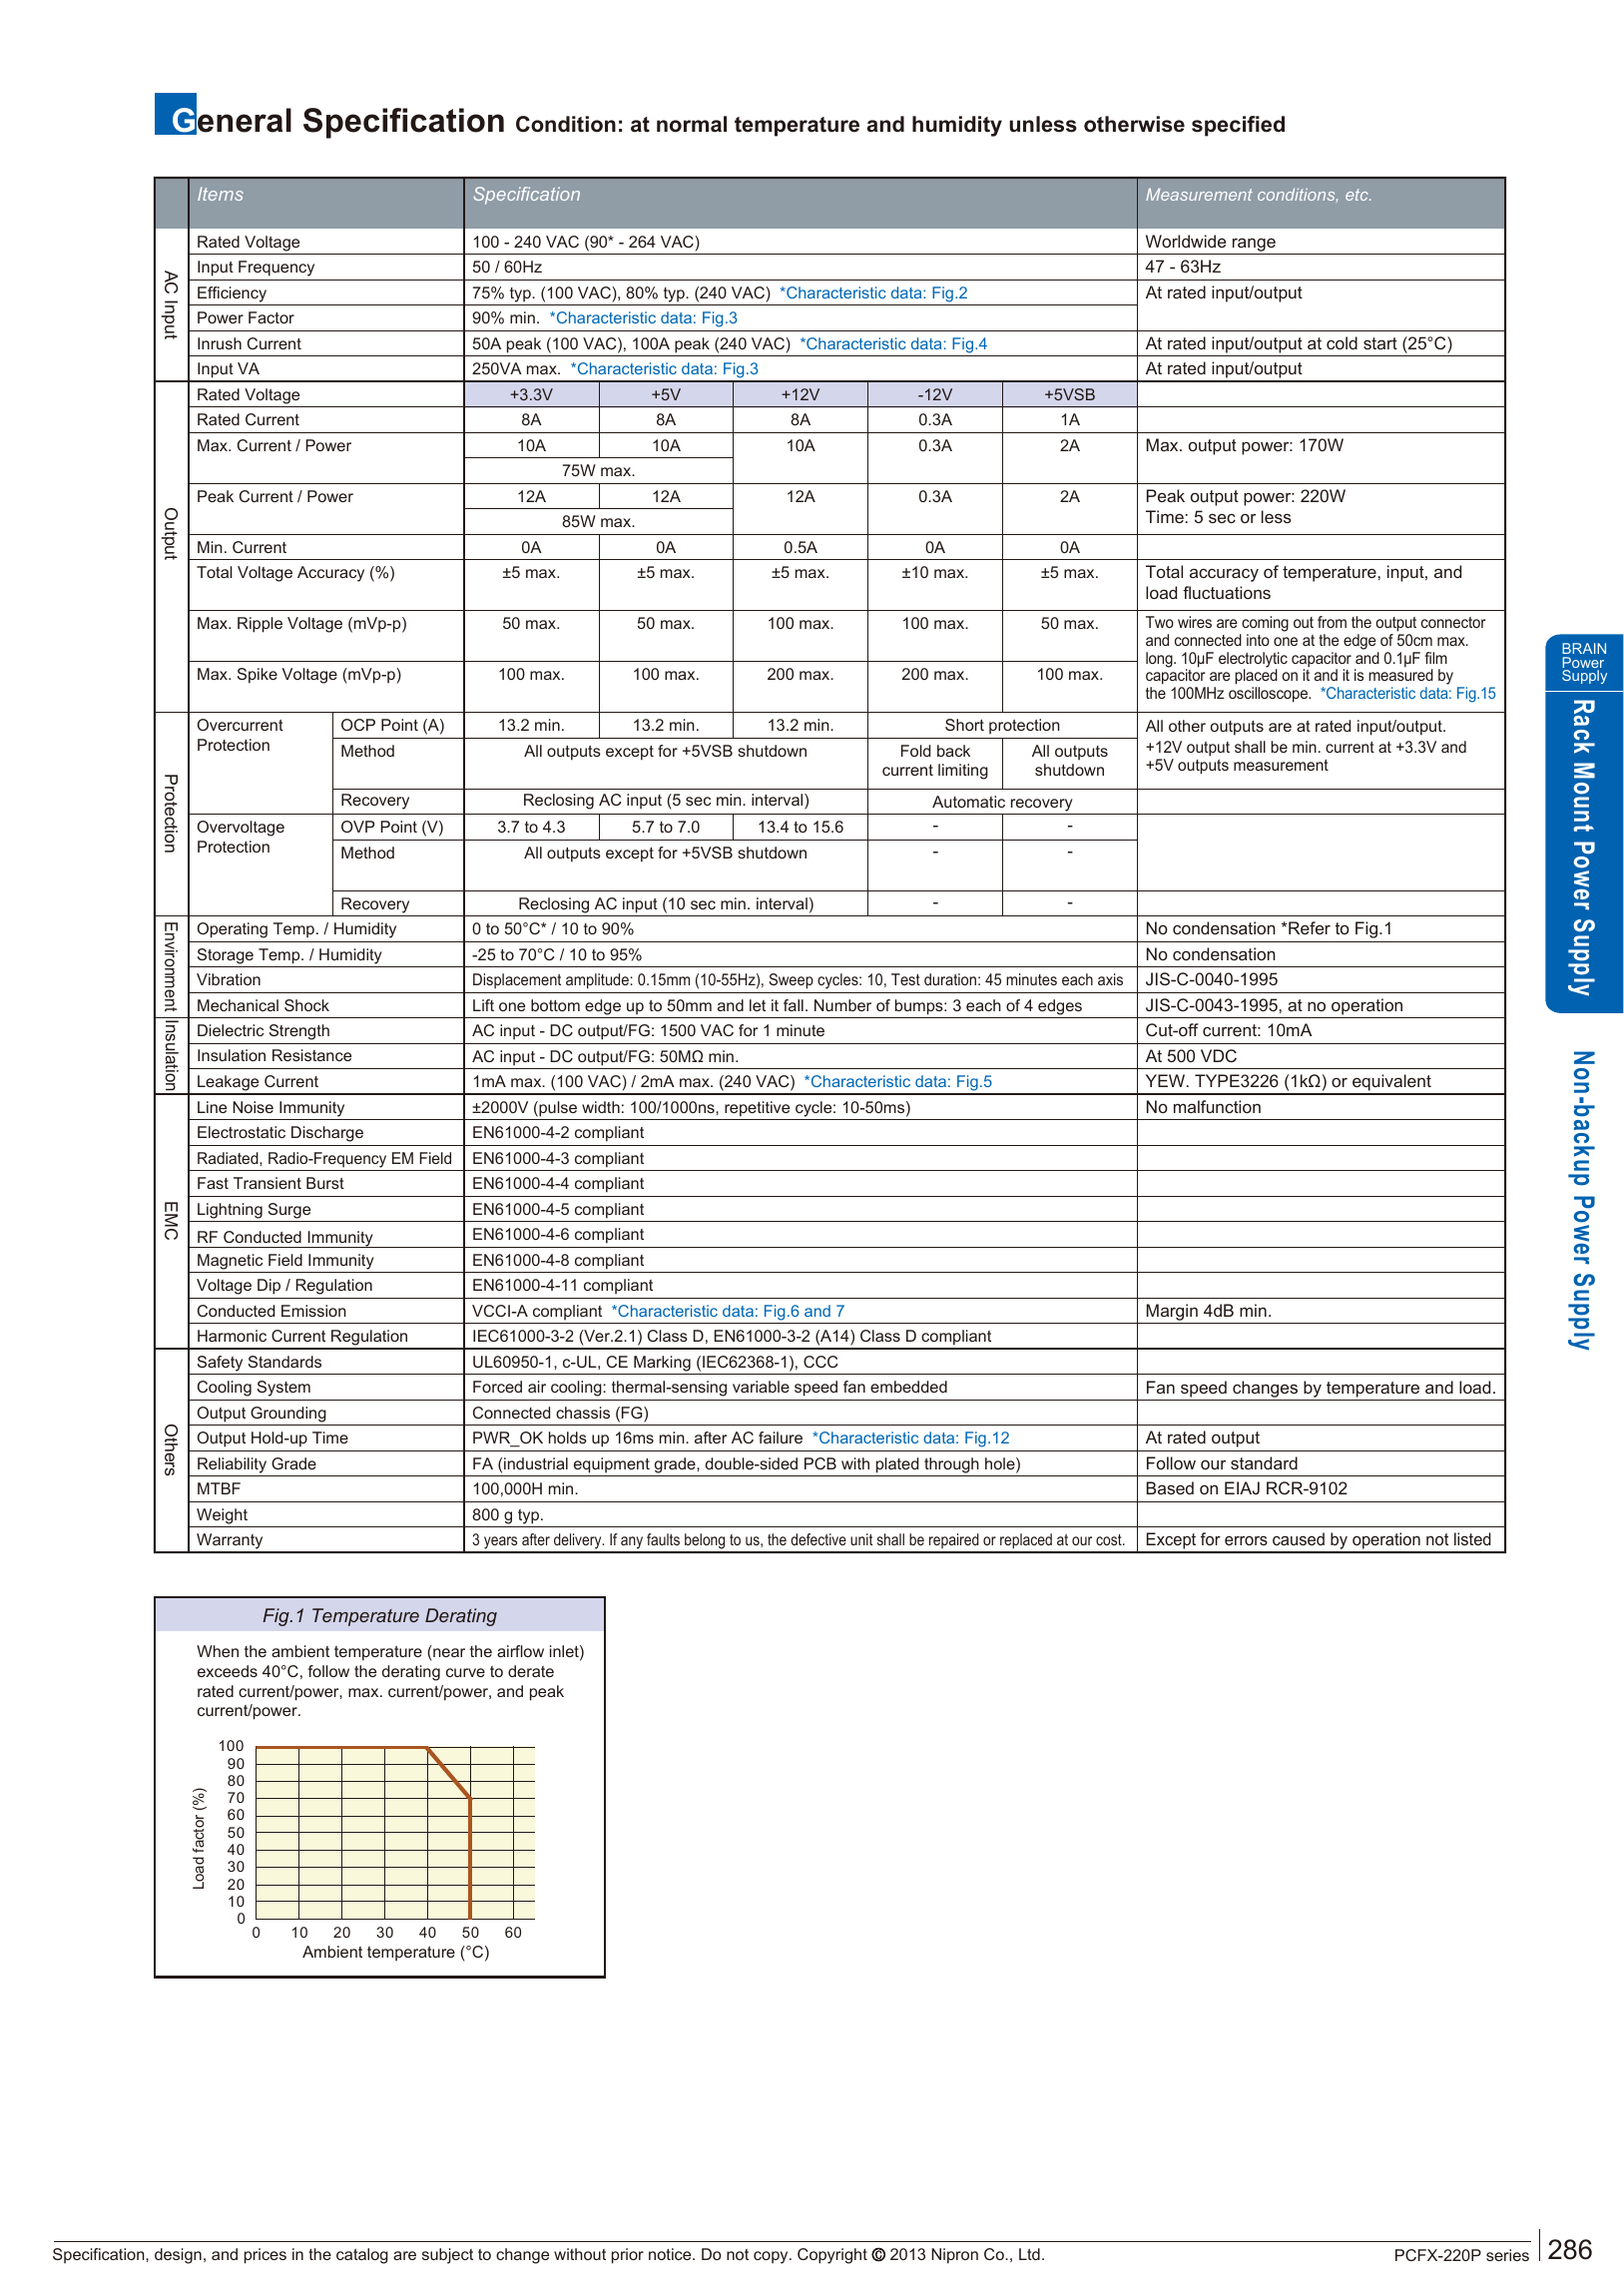 General Specification Condition: at normal temperature and humidity unless otherwise specified
Items Specification Measurement conditions, etc.
AC Input
Rated Voltage 100 - 240 VAC (90* - 264 VAC) Worldwide range
Input Frequency 50 / 60Hz 47 - 63Hz
Efficiency 75% typ. (100 VAC), 80% typ. (240 VAC) *Characteristic data: Fig.2 At rated input/output
Power Factor 90% min. *Characteristic data: Fig.3
Inrush Current 50A peak (100 VAC), 100A peak (240 VAC) *Characteristic data: Fig.4 At rated input/output at cold start (25°C)
Input VA 250VA max. *Characteristic data: Fig.3 At rated input/output
Output
Rated Voltage +3.3V +5V +12V -12V +5VSB
Rated Current 8A 8A 8A 0.3A 1A
Max. Current / Power 10A 10A 10A 0.3A 2A Max. output power: 170W
75W max.
Peak Current / Power 12A 12A 12A 0.3A 2A Peak output power: 220W
85W max. Time: 5 sec or less
Min. Current 0A 0A 0.5A 0A 0A
Total Voltage Accuracy (%) ±5 max. ±5 max. ±5 max. ±10 max. ±5 max. Total accuracy of temperature, input, and
load fluctuations
Max. Ripple Voltage (mVp-p) 50 max. 50 max. 100 max. 100 max. 50 max. Two wires are coming out from the output connector
and connected into one at the edge of 50cm max.
long. 10µF electrolytic capacitor and 0.1µF film
Max. Spike Voltage (mVp-p) 100 max. 100 max. 200 max. 200 max. 100 max. capacitor are placed on it and it is measured by
the 100MHz oscilloscope. *Characteristic data: Fig.15
Protection
Overcurrent OCP Point (A) 13.2 min. 13.2 min. 13.2 min. Short protection All other outputs are at rated input/output.
Protection Method All outputs except for +5VSB shutdown Fold back All outputs +12V output shall be min. current at +3.3V and
current limiting shutdown +5V outputs measurement
Recovery Reclosing AC input (5 sec min. interval) Automatic recovery
Overvoltage OVP Point (V) 3.7 to 4.3 5.7 to 7.0 13.4 to 15.6 - -
Protection Method All outputs except for +5VSB shutdown - -
Recovery Reclosing AC input (10 sec min. interval) - -
Environment
Operating Temp. / Humidity 0 to 50°C* / 10 to 90% No condensation *Refer to Fig.1
Storage Temp. / Humidity -25 to 70°C / 10 to 95% No condensation
Vibration Displacement amplitude: 0.15mm (10-55Hz), Sweep cycles: 10, Test duration: 45 minutes each axis JIS-C-0040-1995
Mechanical Shock Lift one bottom edge up to 50mm and let it fall. Number of bumps: 3 each of 4 edges JIS-C-0043-1995, at no operation
Insulation
Dielectric Strength AC input - DC output/FG: 1500 VAC for 1 minute Cut-off current: 10mA
Insulation Resistance AC input - DC output/FG: 50MΩ min. At 500 VDC
Leakage Current 1mA max. (100 VAC) / 2mA max. (240 VAC) *Characteristic data: Fig.5 YEW. TYPE3226 (1kΩ) or equivalent
EMC
Line Noise Immunity ±2000V (pulse width: 100/1000ns, repetitive cycle: 10-50ms) No malfunction
Electrostatic Discharge EN61000-4-2 compliant
Radiated, Radio-Frequency EM Field EN61000-4-3 compliant
Fast Transient Burst EN61000-4-4 compliant
Lightning Surge EN61000-4-5 compliant
RF Conducted Immunity EN61000-4-6 compliant
Magnetic Field Immunity EN61000-4-8 compliant
Voltage Dip / Regulation EN61000-4-11 compliant
Conducted Emission VCCI-A compliant *Characteristic data: Fig.6 and 7 Margin 4dB min.
Harmonic Current Regulation IEC61000-3-2 (Ver.2.1) Class D, EN61000-3-2 (A14) Class D compliant
Others
Safety Standards UL60950-1, c-UL, CE Marking (IEC62368-1), CCC
Cooling System Forced air cooling: thermal-sensing variable speed fan embedded Fan speed changes by temperature and load.
Output Grounding Connected chassis (FG)
Output Hold-up Time PWR_OK holds up 16ms min. after AC failure *Characteristic data: Fig.12 At rated output
Reliability Grade FA (industrial equipment grade, double-sided PCB with plated through hole) Follow our standard
MTBF 100,000H min. Based on EIAJ RCR-9102
Weight 800 g typ.
Warranty 3 years after delivery. If any faults belong to us, the defective unit shall be repaired or replaced at our cost. Except for errors caused by operation not listed
BRAIN
Power
Supply
Rack Mount Power Supply
Non-backup Power Supply
Fig.1 Temperature Derating
When the ambient temperature (near the airflow inlet)
exceeds 40°C, follow the derating curve to derate
rated current/power, max. current/power, and peak
current/power.
Load factor (%)
100
90
80
70
60
50
40
30
20
10
0
0 10 20 30 40 50 60
Ambient temperature (°C)
Specification, design, and prices in the catalog are subject to change without prior notice. Do not copy. Copyright © 2013 Nipron Co., Ltd.
PCFX-220P series 286